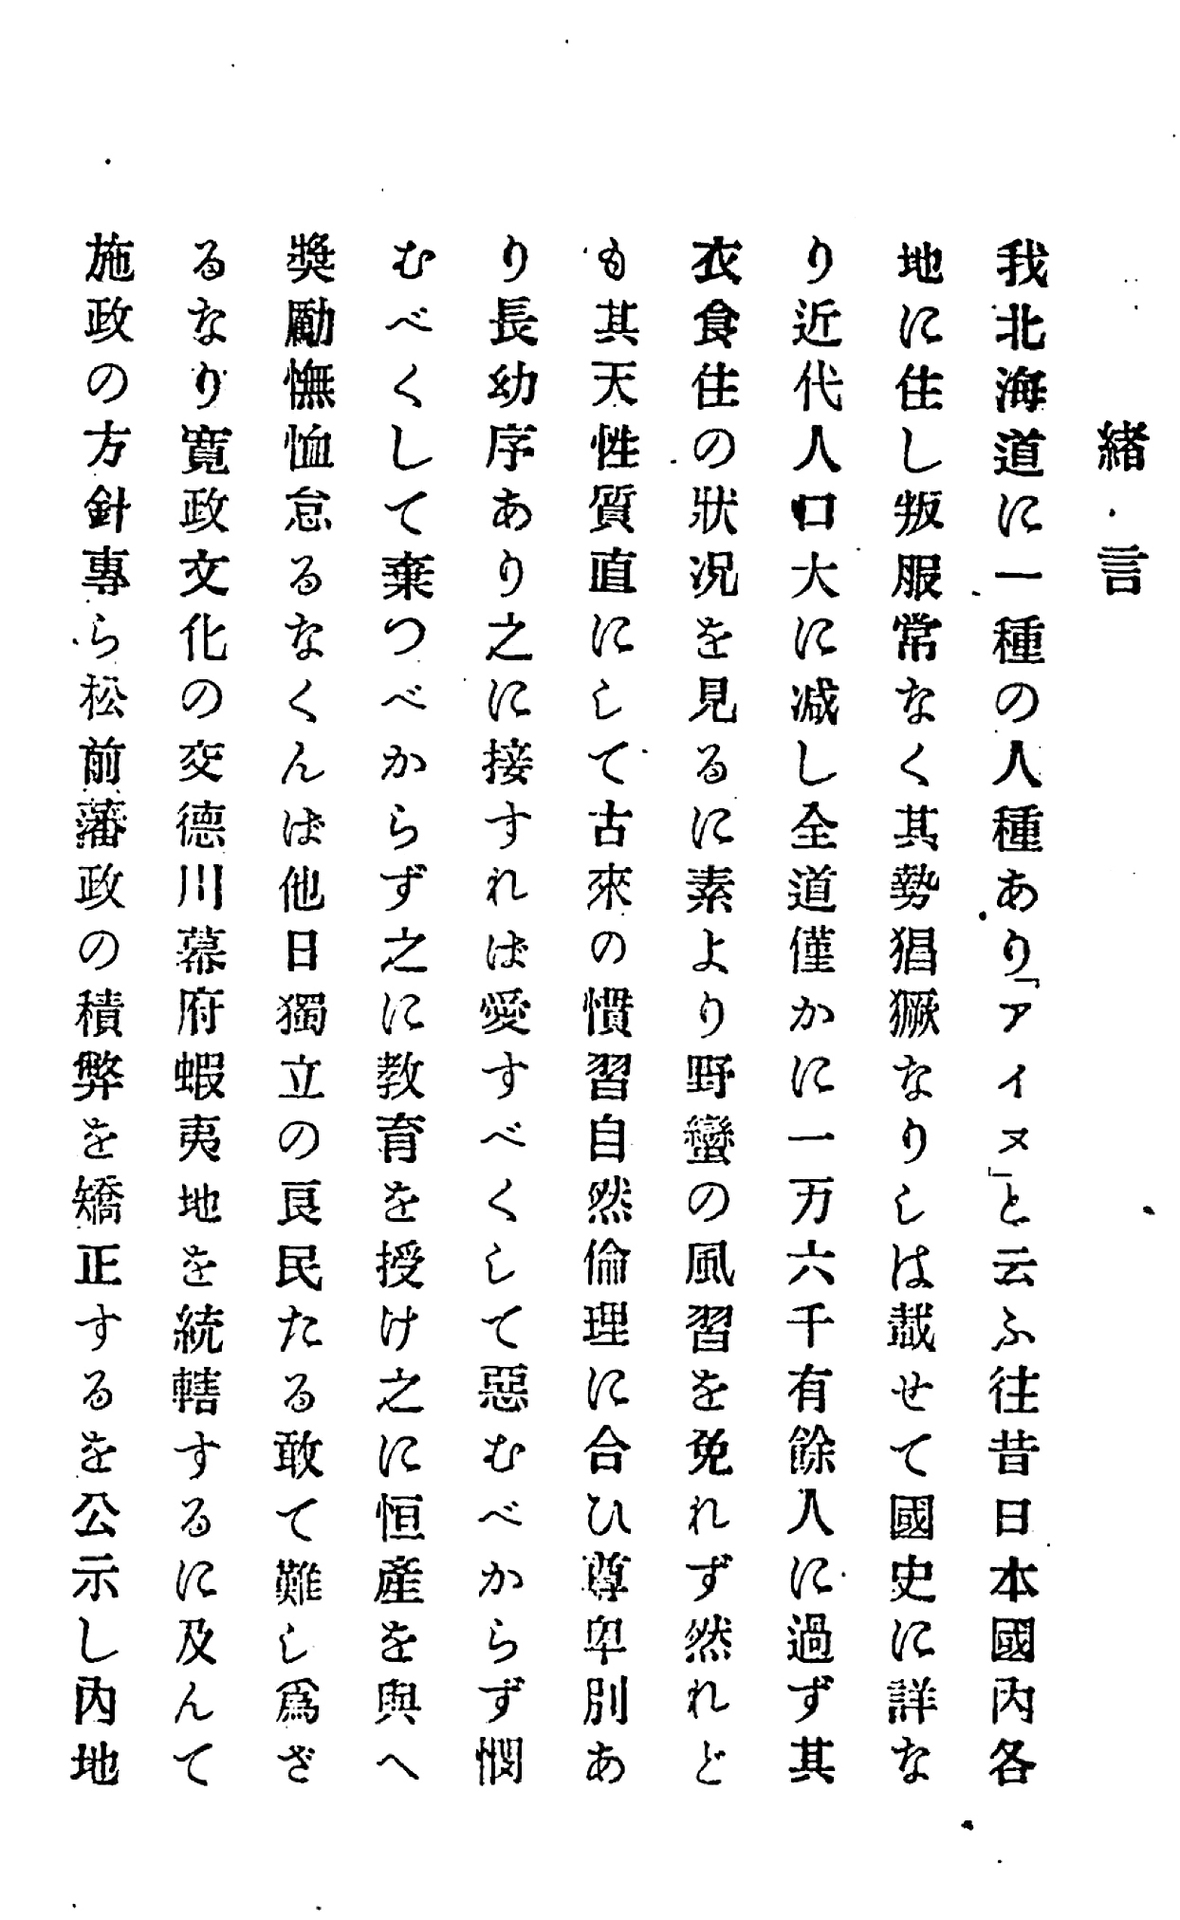 緒言
我北海道に一種の人種あり「アイヌ」と云ふ往昔日本國内各
地に住し叛服常なく其勢猖獗なりしは載せて國史に詳な
り近代人口大に减し全道僅かに一万六千有餘人に過ず其
衣食住の狀况を見るに素より野蠻の風習を免れず然れど
も其天性質直にして古來の慣習自然倫理に合ひ尊卑別あ
り長幼序あり之に接すれば愛すべくして惡むべからず憫
むべくして棄つべからず之に教育を授け之に恒産を與へ
奬勵憮恤怠るなくんば他日獨立の良民たる敢て難し爲ざ
るなり寬政文化の交德川幕府蝦夷地を統轄するに及んて
施政の方針專ら松前藩政の積弊を矯正するを公示し内地